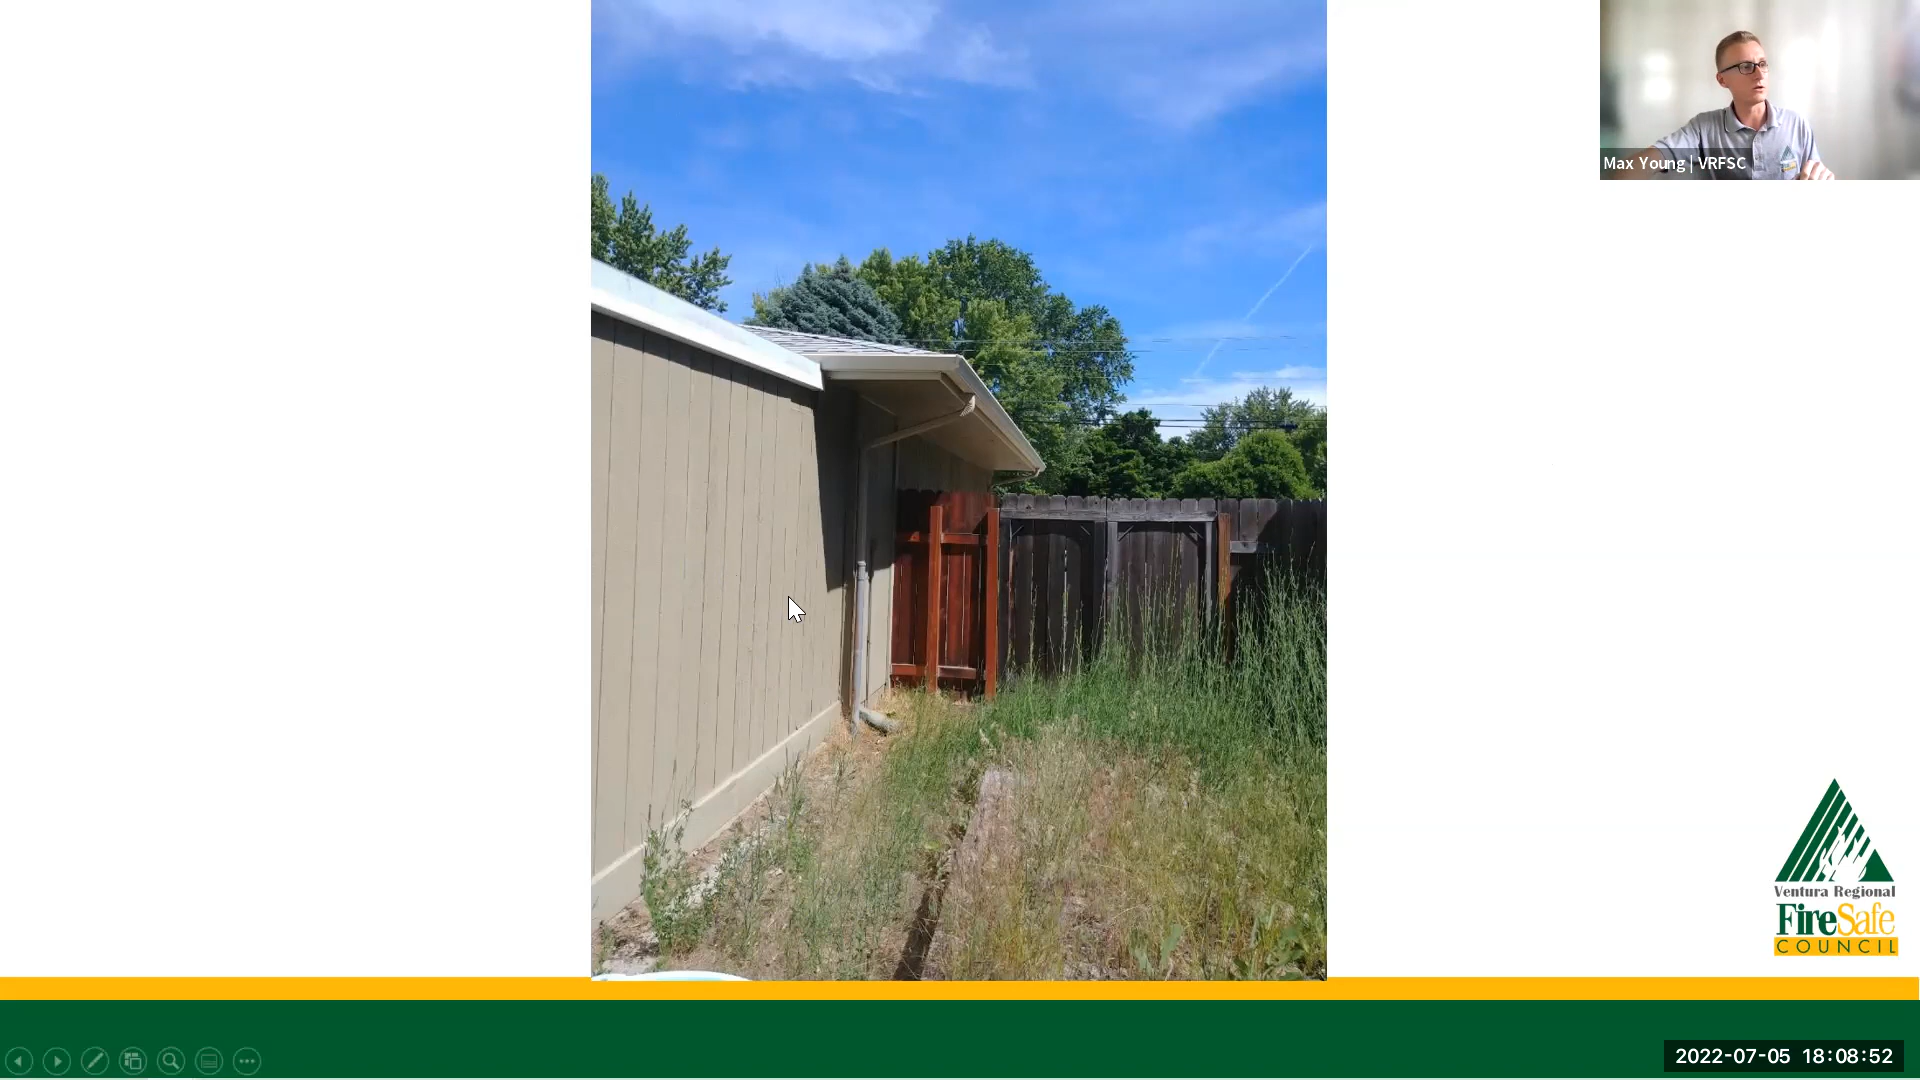 Max Young | VRFSC
Ventura Regional
FireSafe
COUNCIL
2022-07-05 18:08:52